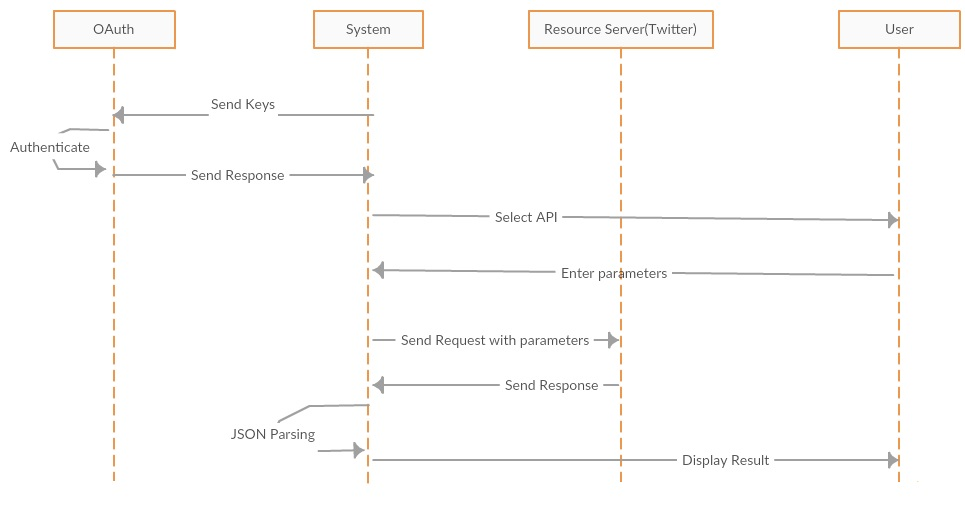 OAuth
System
Resource Server(Twitter)
User
Send Keys
Authenticate
Send Response
Select API
Enter parameters
Send Request with parameters
Send Response
JSON Parsing
Display Result